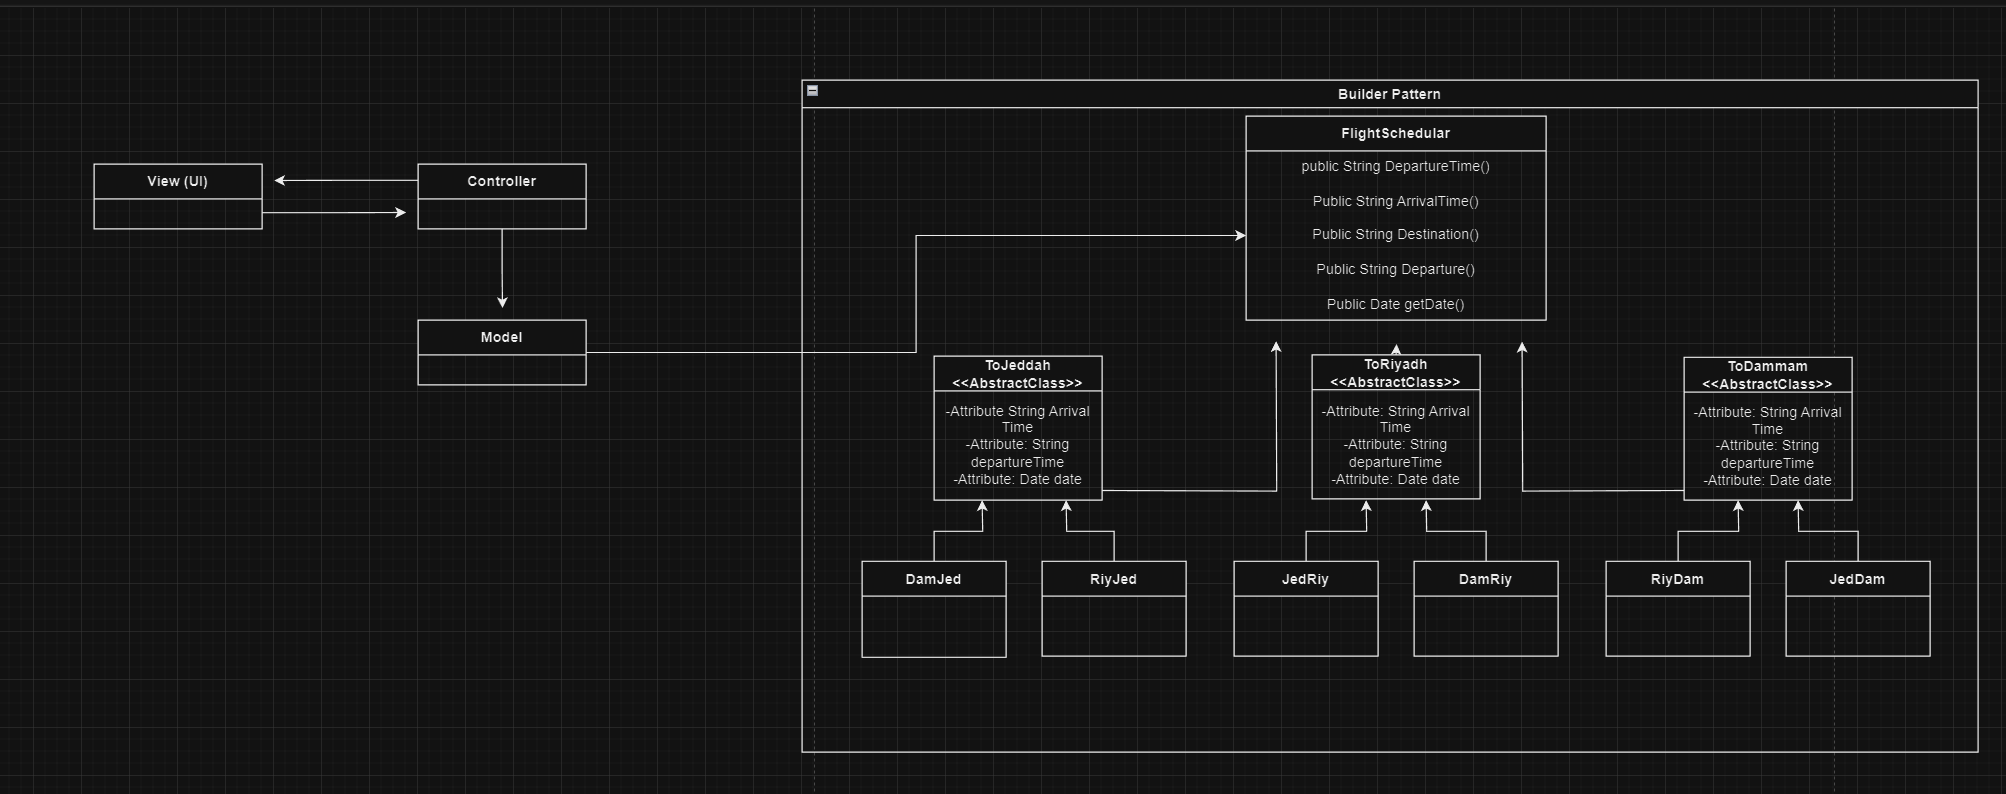 Builder Pattern
FlightSchedular
public String DepartureTime()
Public String ArrivalTime()
Public String Destination()
Public String Departure()
Public Date getDate()
View (UI)
Controller
Model
ToJeddah
<<AbstractClass>>
-Attribute String Arrival
Time
-Attribute: String
departureTime
-Attribute: Date date
ToRiyadh
<<AbstractClass>>
-Attribute: String Arrival
Time
-Attribute: String
departureTime
-Attribute: Date date
ToDammam
<<AbstractClass>>
-Attribute: String Arrival
Time
-Attribute: String
departureTime
-Attribute: Date date
DamJed
RiyJed
JedRiy
DamRiy
RiyDam
JedDam